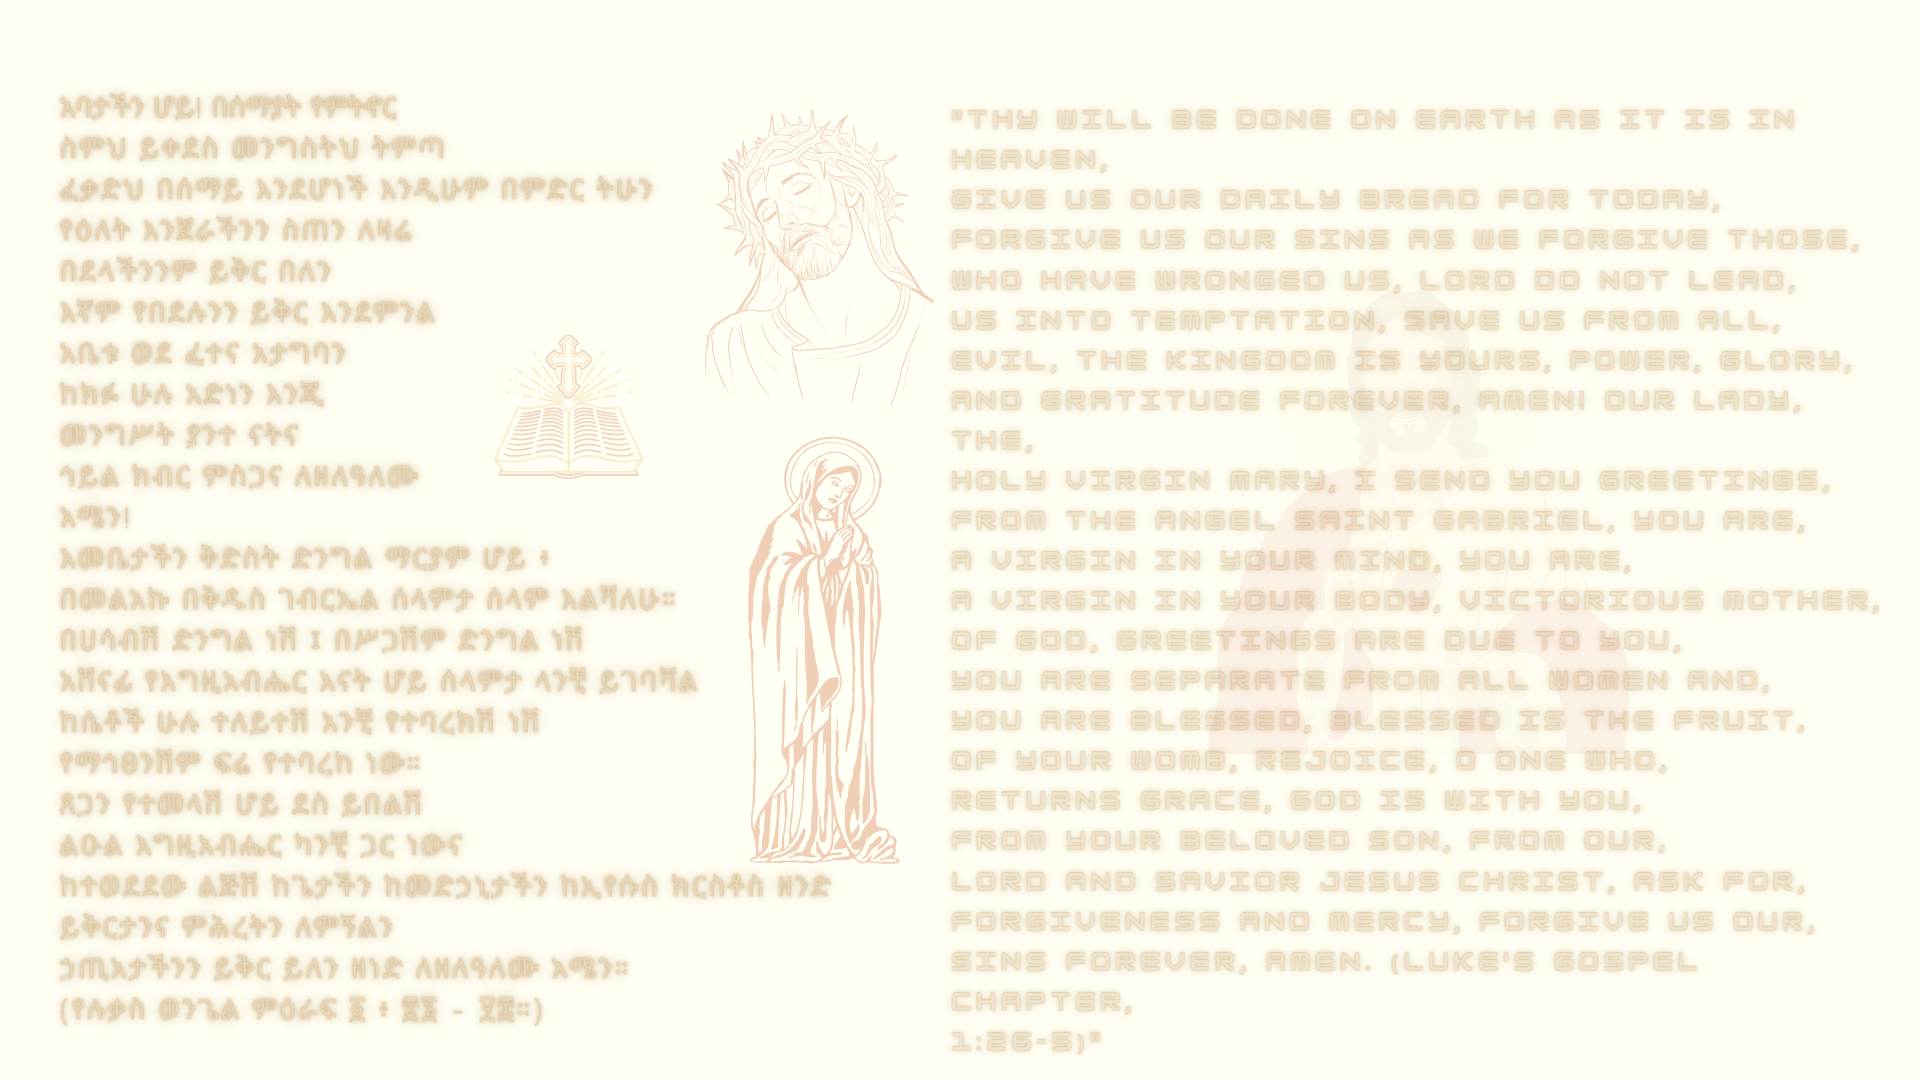 አባታችን ሆይ! በሰማያት የምትኖር
ስምህ ይቀደስ መንግስትህ ትምጣ
ፈቃድህ በሰማይ እንደሆነች እንዲሁም በምድር ትሁን
የዕለት እንጀራችንን ስጠን ለዛሬ
በደላችንንም ይቅር በለን
እኛም የበደሉንን ይቅር እንደምንል
አቤቱ ወደ ፈተና አታግባን
ከክፉ ሁሉ አድነን እንጂ
መንግሥት ያንተ ናትና
ኅይል ክብር ምስጋና ለዘለዓለሙ
አሜን!
እመቤታችን ቅድስት ድንግል ማርያም ሆይ ፥
በመልአኩ በቅዱስ ገብርኤል ሰላምታ ሰላም እልሻለሁ።
በሀሳብሽ ድንግል ነሽ ፤ በሥጋሽም ድንግል ነሽ
አሸናፊ የእግዚአብሔር እናት ሆይ ሰላምታ ላንቺ ይገባሻል
ከሴቶች ሁሉ ተለይተሽ አንቺ የተባረክሽ ነሽ
የማኅፀንሽም ፍሬ የተባረከ ነው።
ጸጋን የተመላሽ ሆይ ደስ ይበልሽ
ልዑል እግዚአብሔር ካንቺ ጋር ነውና
ከተወደደው ልጅሽ ከጌታችን ከመድኃኒታችን ከኢየሱስ ክርስቶስ ዘንድ
ይቅርታንና ምሕረትን ለምኝልን
ኃጢአታችንን ይቅር ይለን ዘነድ ለዘለዓለሙ አሜን።
(የሉቃስ ወንጌል ምዕራፍ ፩ ፥ -
"THY WILL BE DONE ON EARTH AS IT IS IN
HEAVEN,
GIVE US OUR DAILY BREAD FOR TODAY,
FORGIVE US OUR SINS AS WE FORGIVE THOSE,
WHO HAVE WRONGED US, LORD DO NOT LEAD,
US INTO TEMPTATION, SAVE US FROM ALL,
EVIL, THE KINGDOM IS YOURS, POWER, GLORY,
AND GRATITUDE FOREVER, AMEN! OUR LADY,
THE,
HOLY VIRGIN MARY, I SEND YOU GREETINGS,
FROM THE ANGEL SAINT GABRIEL, YOU ARE,
A VIRGIN IN YOUR MIND, YOU ARE,
A VIRGIN IN YOUR BODY, VICTORIOUS MOTHER,
OF GOD, GREETINGS ARE DUE TO YOU,
YOU ARE SEPARATE FROM ALL WOMEN AND,
YOU ARE BLESSED, BLESSED IS THE FRUIT,
OF YOUR WOMB, REJOICE, O ONE WHO,
RETURNS GRACE, GOD IS WITH YOU,
FROM YOUR BELOVED SON, FROM OUR,
LORD AND SAVIOR JESUS CHRIST, ASK FOR,
FORGIVENESS AND MERCY, FORGIVE US OUR,
SINS FOREVER, AMEN. (LUKE'S GOSPEL
CHAPTER,
1:26-5)"